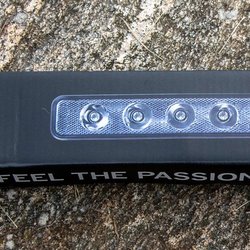 FEEL THE PASSION